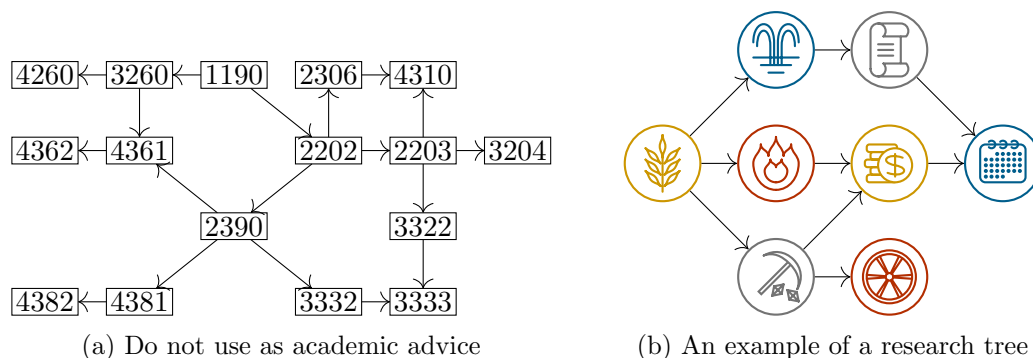 4260 3260 1190 2306 4310
4362 4361 2202 2203 3204
2390 3322
4382 4381 3332 3333
$
(a) Do not use as academic advice
(b) An example of a research tree